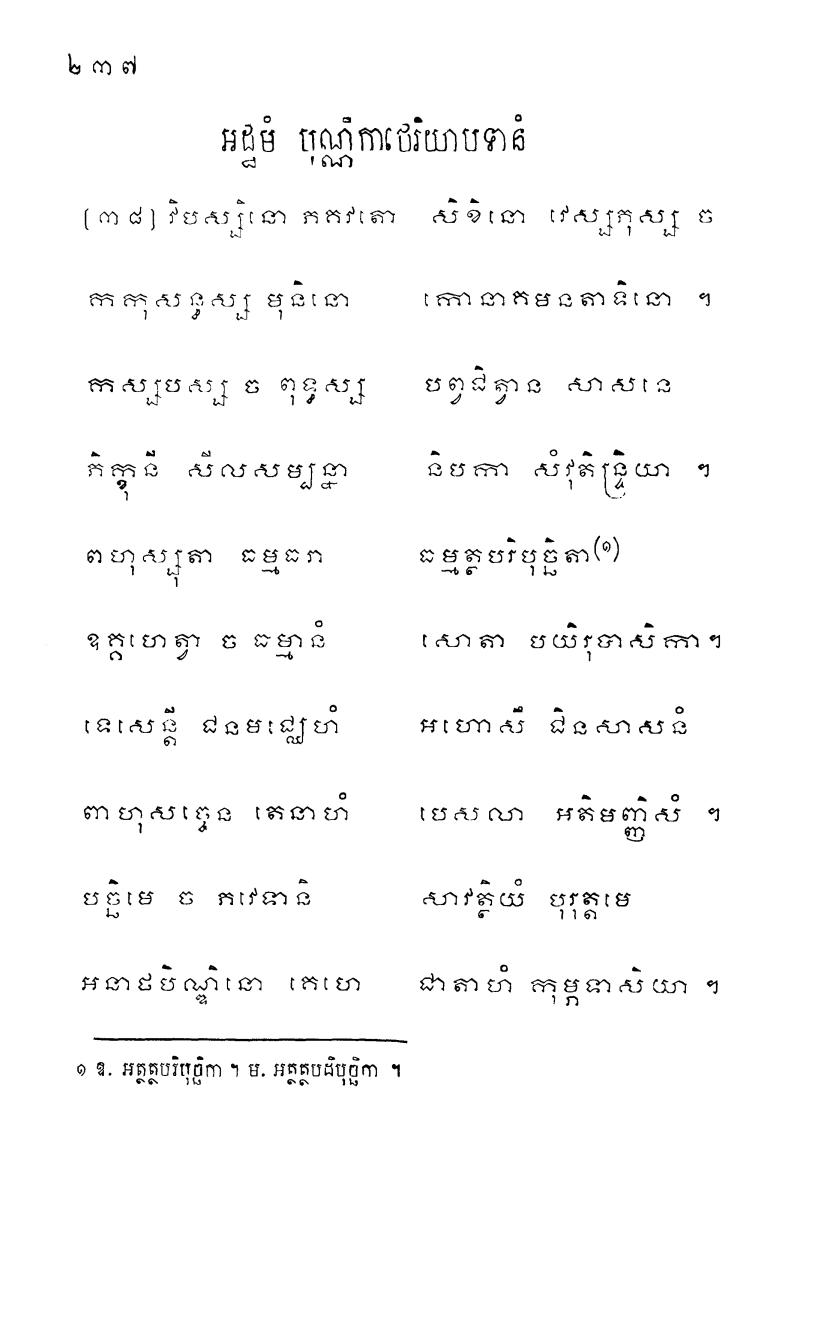 ២៣៧
អដ្ឋមំ បុណ្ណិកាថេរិយាបទានំ
[៣៨] វិបស្សិនោ ភគវតោ សិខិនោ វេស្សភុស្ស ច
កកុសន្ធស្ស មុនិនោ កោនាគមនតាទិនោ ។
កស្សបស្ស ច ពុទ្ធស្ស បព្វជិត្វាន សាសនេ
ភិក្ខុនី សីលសម្បន្នា និបកា សំវុតិន្ទ្រិយា ។
ពហុស្សុតា ធម្មធរា ធម្មត្ថបរិបុច្ឆិតា(១)
ឧគ្គហេត្វា ច ធម្មានំ សោតា បយិរុទាសិកា។
ទេសេន្តី ជនមជ្ឈេហំ អហោសឹ ជិនសាសនំ
ពាហុសច្ចេន តេនាហំ បេសលា អតិមញ្ញិសំ ។
បច្ឆិមេ ច ភវេទានិ សាវត្ថិយំ បុរុត្តមេ
អនាថបិណ្ឌិនោ គេហេ ជាតាហំ កុម្ភទាសិយា ។
១ ឱ. អត្ថត្ថបរិបុច្ឆិកា ។ ម. អត្ថត្ថបដិបុច្ឆិកា ។